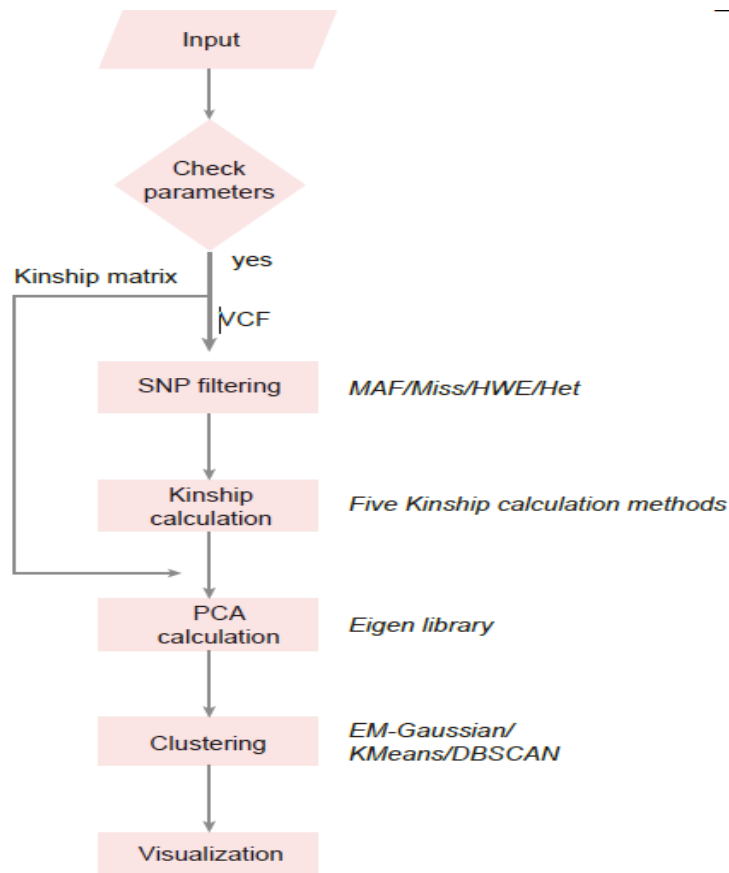 Input
Check
parameters
yes
Kinship matrix
VCF
SNP filtering
MAF/Miss/HWE/Het
Kinship
calculation
Five Kinship calculation methods
PCA
calculation
Eigen library
Clustering
EM-Gaussian/
KMeans/DBSCAN
Visualization